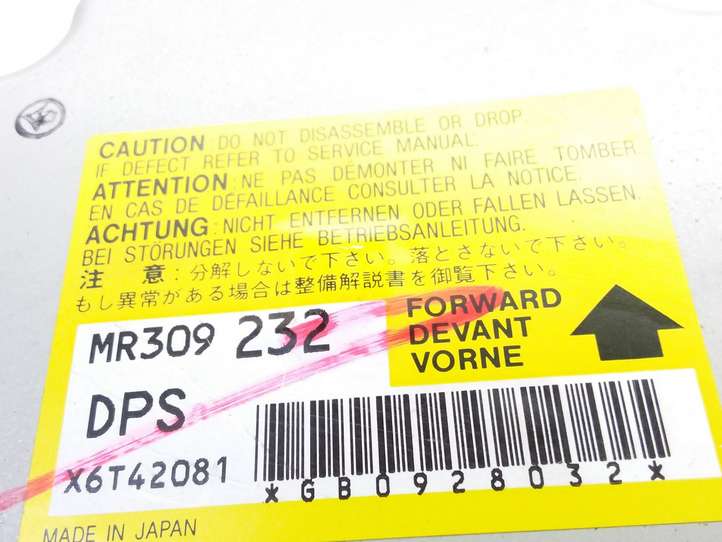 CAUTION : DO NOT DISASSEMBLE OR DROP.
IF DEFECT REFER TO SERVICE MANUAL.
ATTENTION : NE PAS DÉMONTER NI FAIRE TOMBER.
EN CAS DE DÉFAILLANCE CONSULTER LA NOTICE.
ACHTUNG : NICHT ENTFERNEN ODER FALLEN LASSEN.
BEI STÖRUNGEN SIEHE BETRIEBSANLEITUNG.
注 意 : 分解しないで下さい。落とさないで下さい。
もし異常がある場合は整備解説書を御覧下さい。
MR309 232
DPS
X6T42081
FORWARD
DEVANT
VORNE
*GB0928032*
MADE IN JAPAN